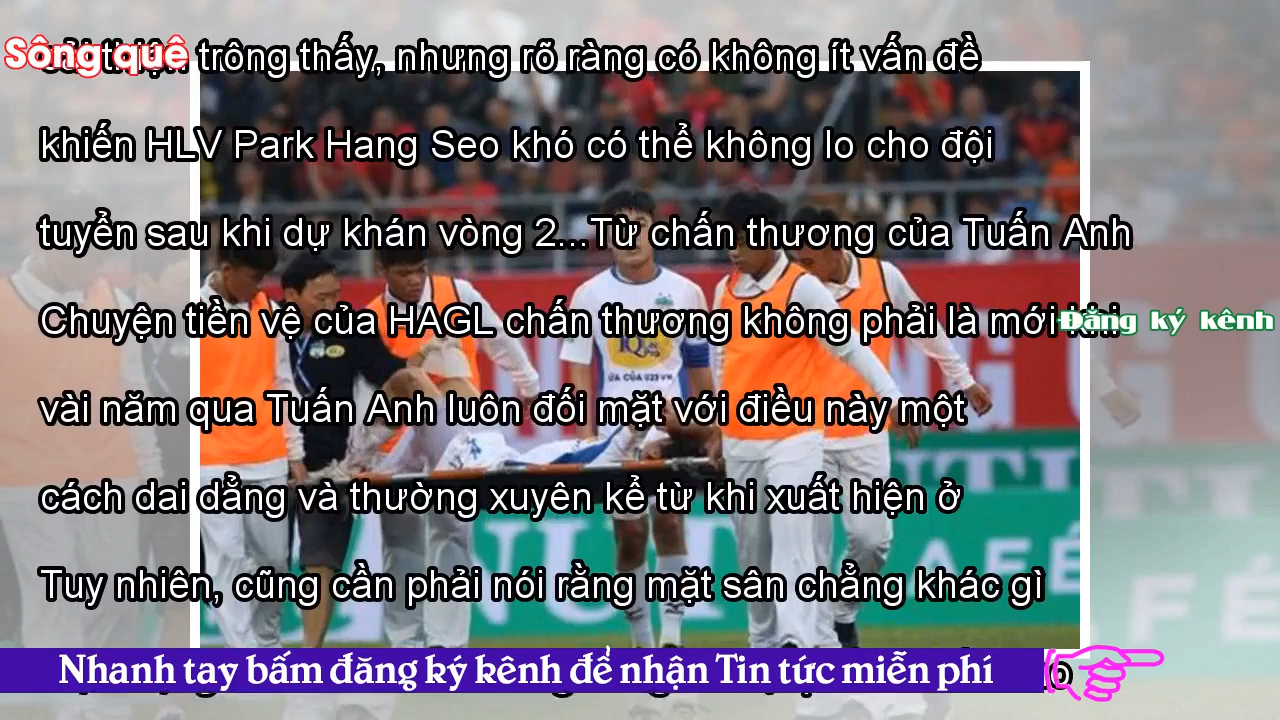 Sông quê
trông thấy, nhưng rõ ràng có không ít vấn đề
khiến HLV Park Hang Seo khó có thể không lo cho đội
tuyển sau khi dự khán vòng 2...Từ chấn thương của Tuấn Anh
Chuyện tiền vệ của HAGL chấn thương không phải là mới
Đăng ký kênh
vài năm qua Tuấn Anh luôn đối mặt với điều này một
cách dai dẳng và thường xuyên kể từ khi xuất hiện ở
Tuy nhiên, cũng cần phải nói rằng mặt sân chẳng khác gì
Nhanh tay bấm đăng ký kênh để nhận Tin tức miễn phí